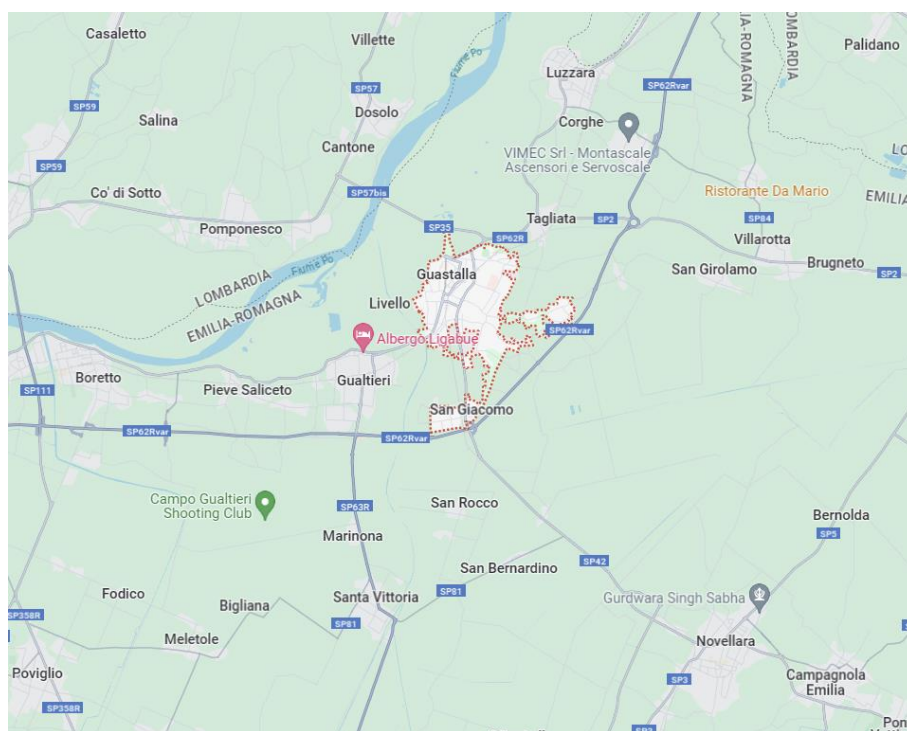 Casaletto
Villette
Palidano
Luzzara
LOMBARDIA
EMILIA-ROMAGNA
Fiume Po
SP62Rvar
SP57
SP59
Dosolo
Salina
Corghe
Cantone
VIMEC Srl - Montascale
Ascensori e Servoscale
SP59
Co' di Sotto
SP57bis
Ristorante Da Mario
EMILIA
Pomponesco
SP35
Tagliata
SP2
SP84
SP62R
Villarotta
Brugneto
San Girolamo
SP2
Fiume Po
LOMBARDIA
EMILIA-ROMAGNA
Guastalla
Livello
SP62Rvar
Albergo Ligabue
Boretto
Gualtieri
SP111
Pieve Saliceto
San Giacomo
SP62Rvar
SP62Rvar
Campo Gualtieri
Shooting Club
San Rocco
SP63R
Bernolda
Marinona
SP5
San Bernardino
SP42
Fodico
Bigliana
Santa Vittoria
SP81
Gurdwara Singh Sabha
SP358R
SP81
Meletole
Novellara
Poviglio
Campagnola
Emilia
SP3
SP358R